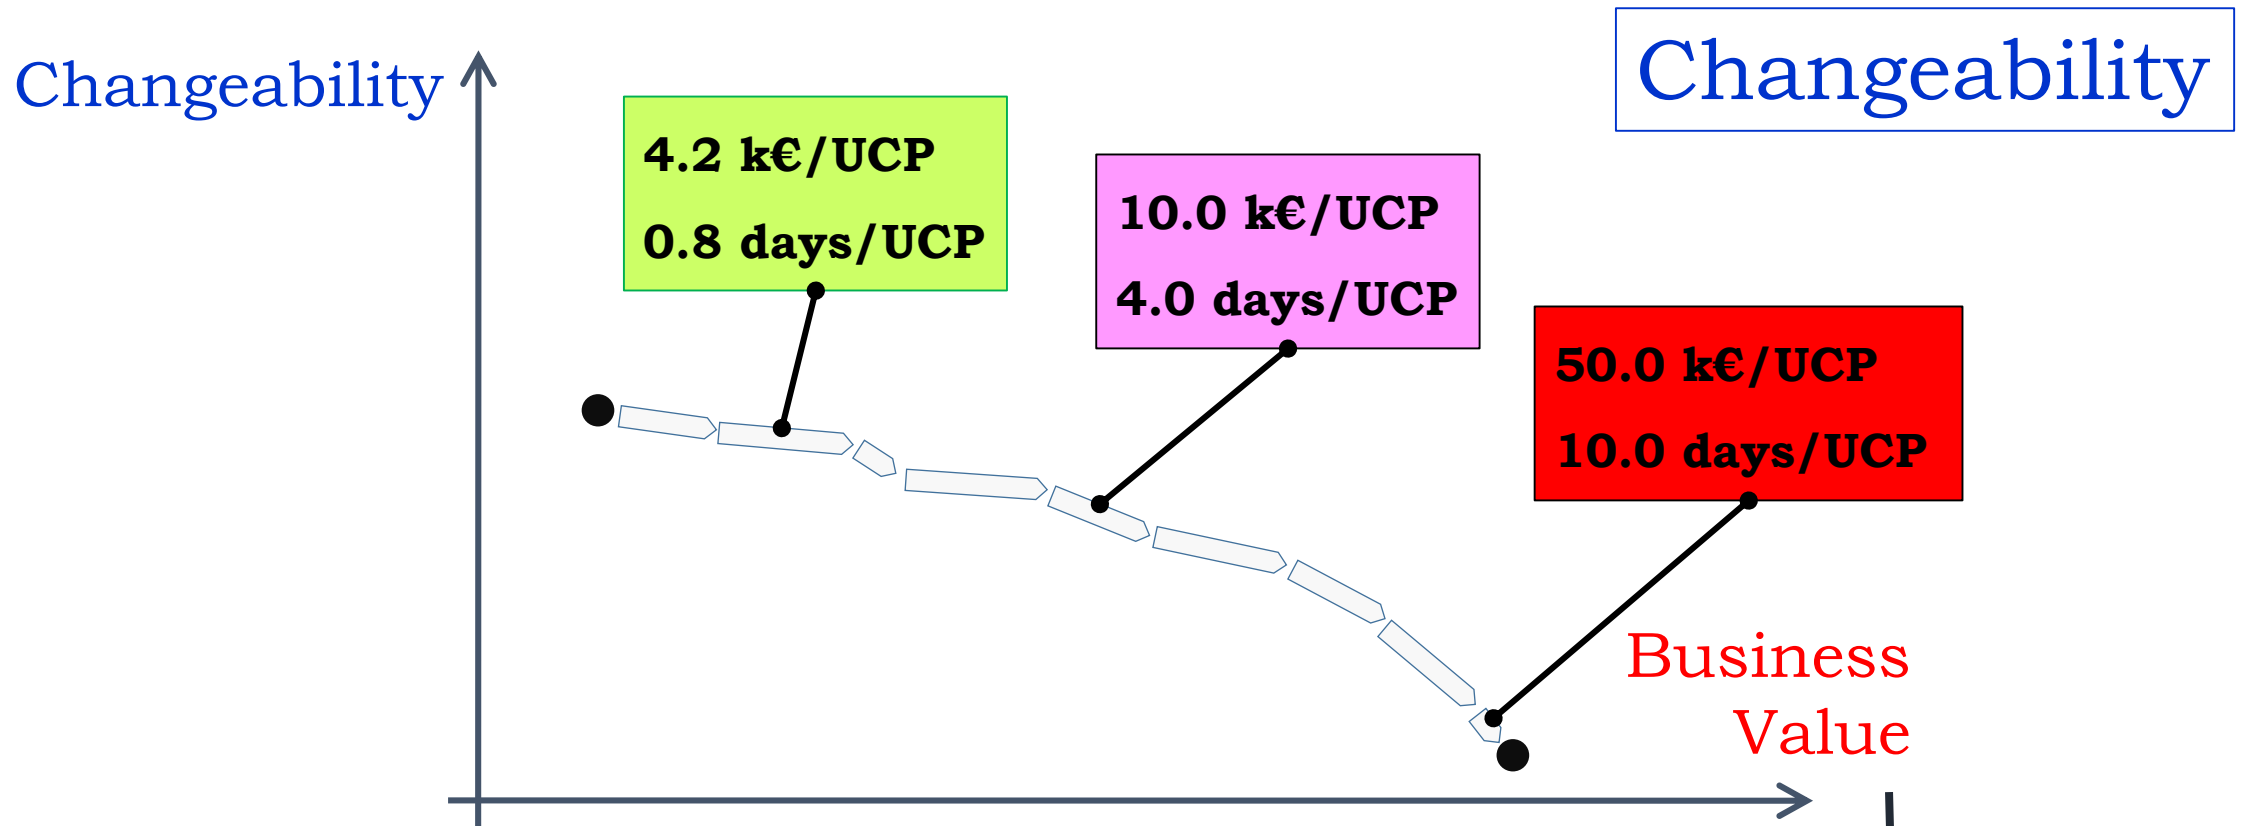 Changeability
Changeability
4.2 k€/UCP
0.8 days/UCP
10.0 k€/UCP
4.0 days/UCP
50.0 k€/UCP
10.0 days/UCP
Business
Value